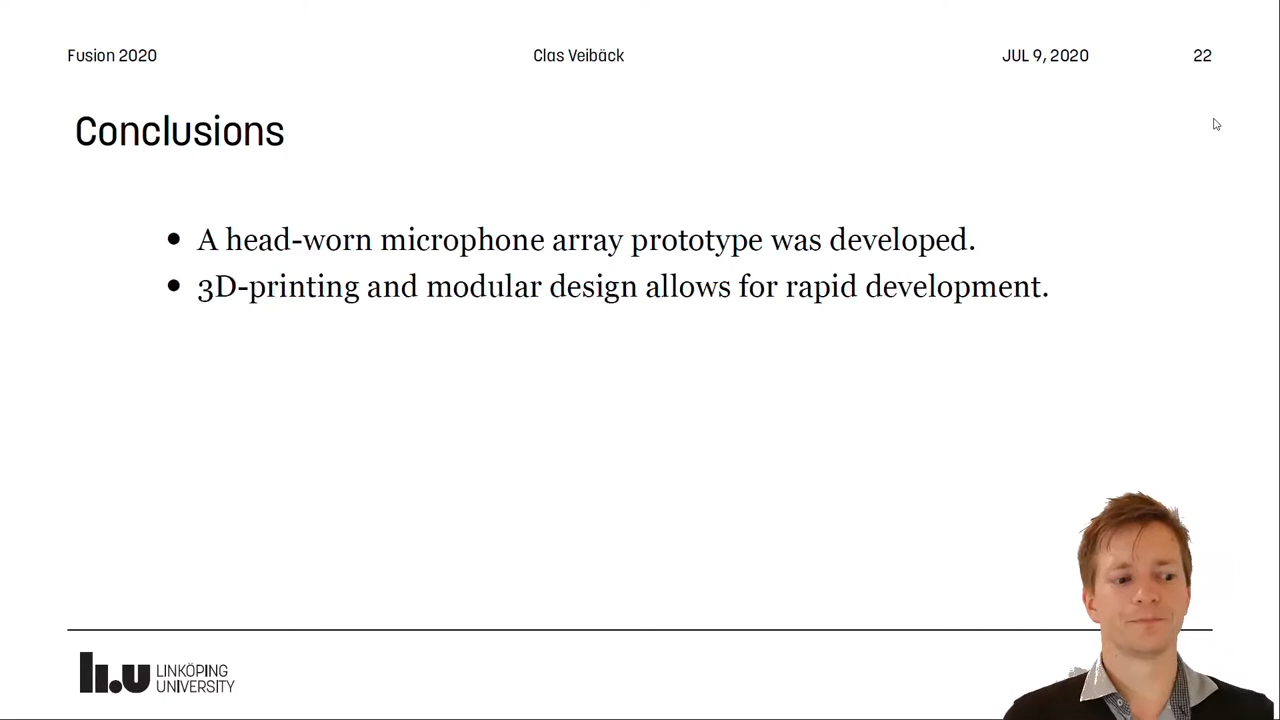 Fusion 2020
Clas Veibäck
JUL 9, 2020
22
Conclusions
• A head-worn microphone array prototype was developed.
• 3D-printing and modular design allows for rapid development.
li.u LINKÖPING
UNIVERSITY